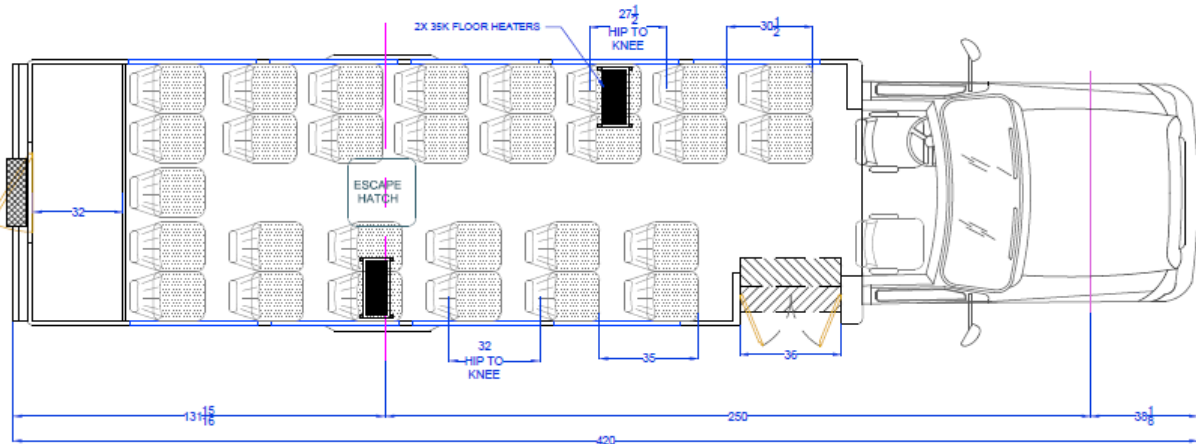 27 1/2
HIP TO
KNEE
2X 35K FLOOR HEATERS
30 1/2
ESCAPE
HATCH
32
32
HIP TO
KNEE
35
36
131 15/16
250
38 1/8
420